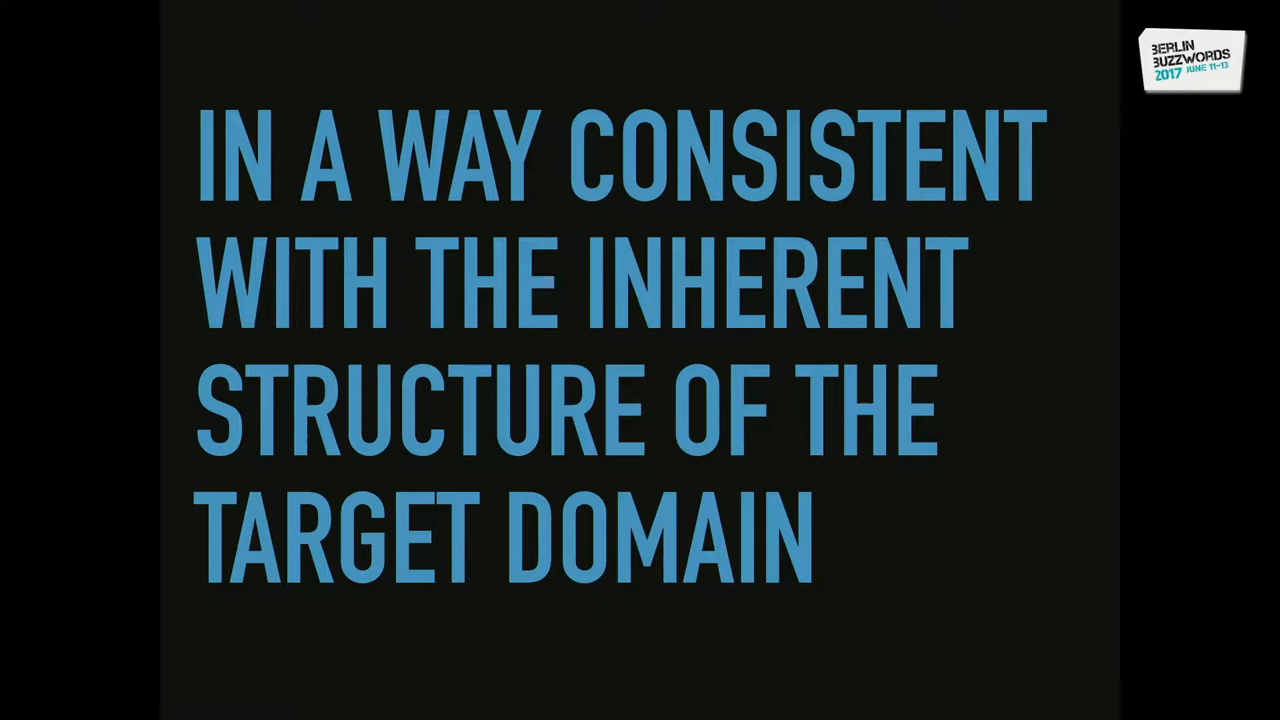 IN A WAY CONSISTENT
WITH THE INHERENT
STRUCTURE OF THE
TARGET DOMAIN
BERLIN
BUZZWORDS
2017 JUNE 11-13